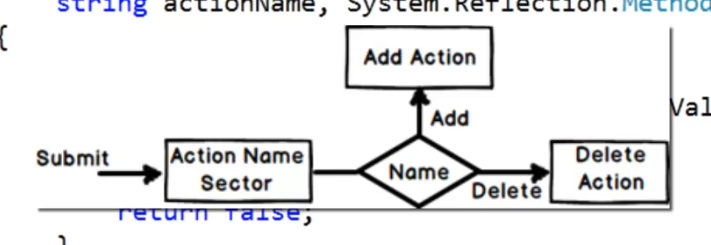 string actionName, System.Reflection.Method
{
Add Action
Val
Add
Submit
Action Name
Sector
Name
Delete
Delete
Action
return false;
}